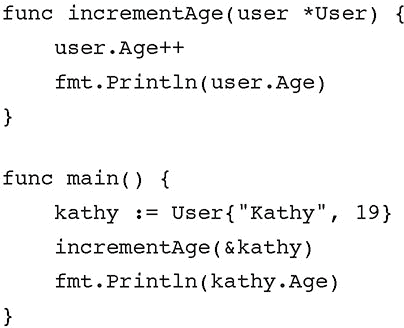 func incrementAge(user *User) {
    user.Age++
    fmt.Println(user.Age)
}

func main() {
    kathy := User{"Kathy", 19}
    incrementAge(&kathy)
    fmt.Println(kathy.Age)
}